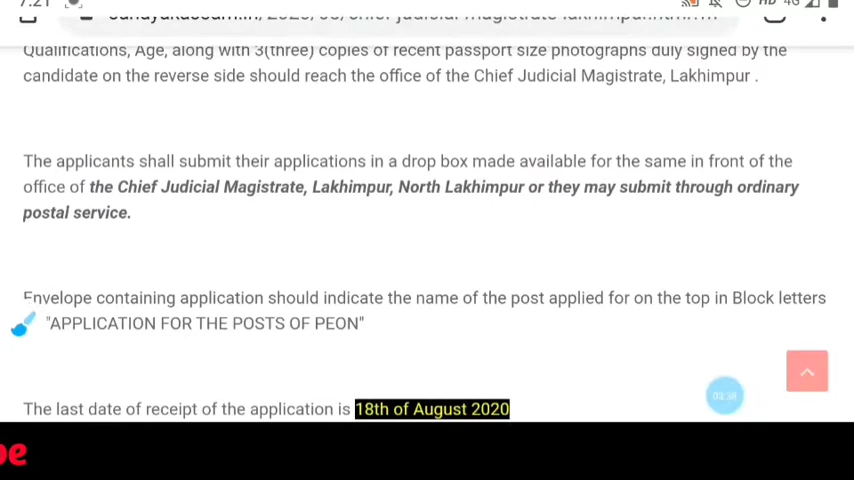 7:21
HD 4G
Qualifications, Age, along with 3(three) copies of recent passport size photographs duly signed by the
candidate on the reverse side should reach the office of the Chief Judicial Magistrate, Lakhimpur .
The applicants shall submit their applications in a drop box made available for the same in front of the
office of the Chief Judicial Magistrate, Lakhimpur, North Lakhimpur or they may submit through ordinary
postal service.
Envelope containing application should indicate the name of the post applied for on the top in Block letters
"APPLICATION FOR THE POSTS OF PEON"
The last date of receipt of the application is 18th of August 2020
be